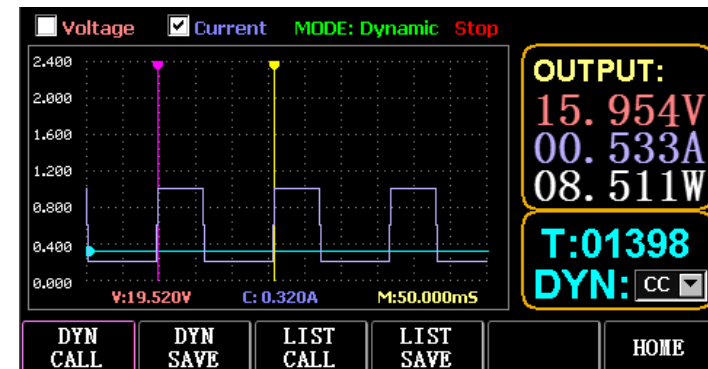 Voltage Current MODE: Dynamic Stop
2.400
2.000
1.600
1.200
0.800
0.400
0.000
V:19.520V C: 0.320A M:50.000mS
OUTPUT:
15.954V
00.533A
08.511W
T:01398
DYN: CC
DYN CALL
DYN SAVE
LIST CALL
LIST SAVE
HOME